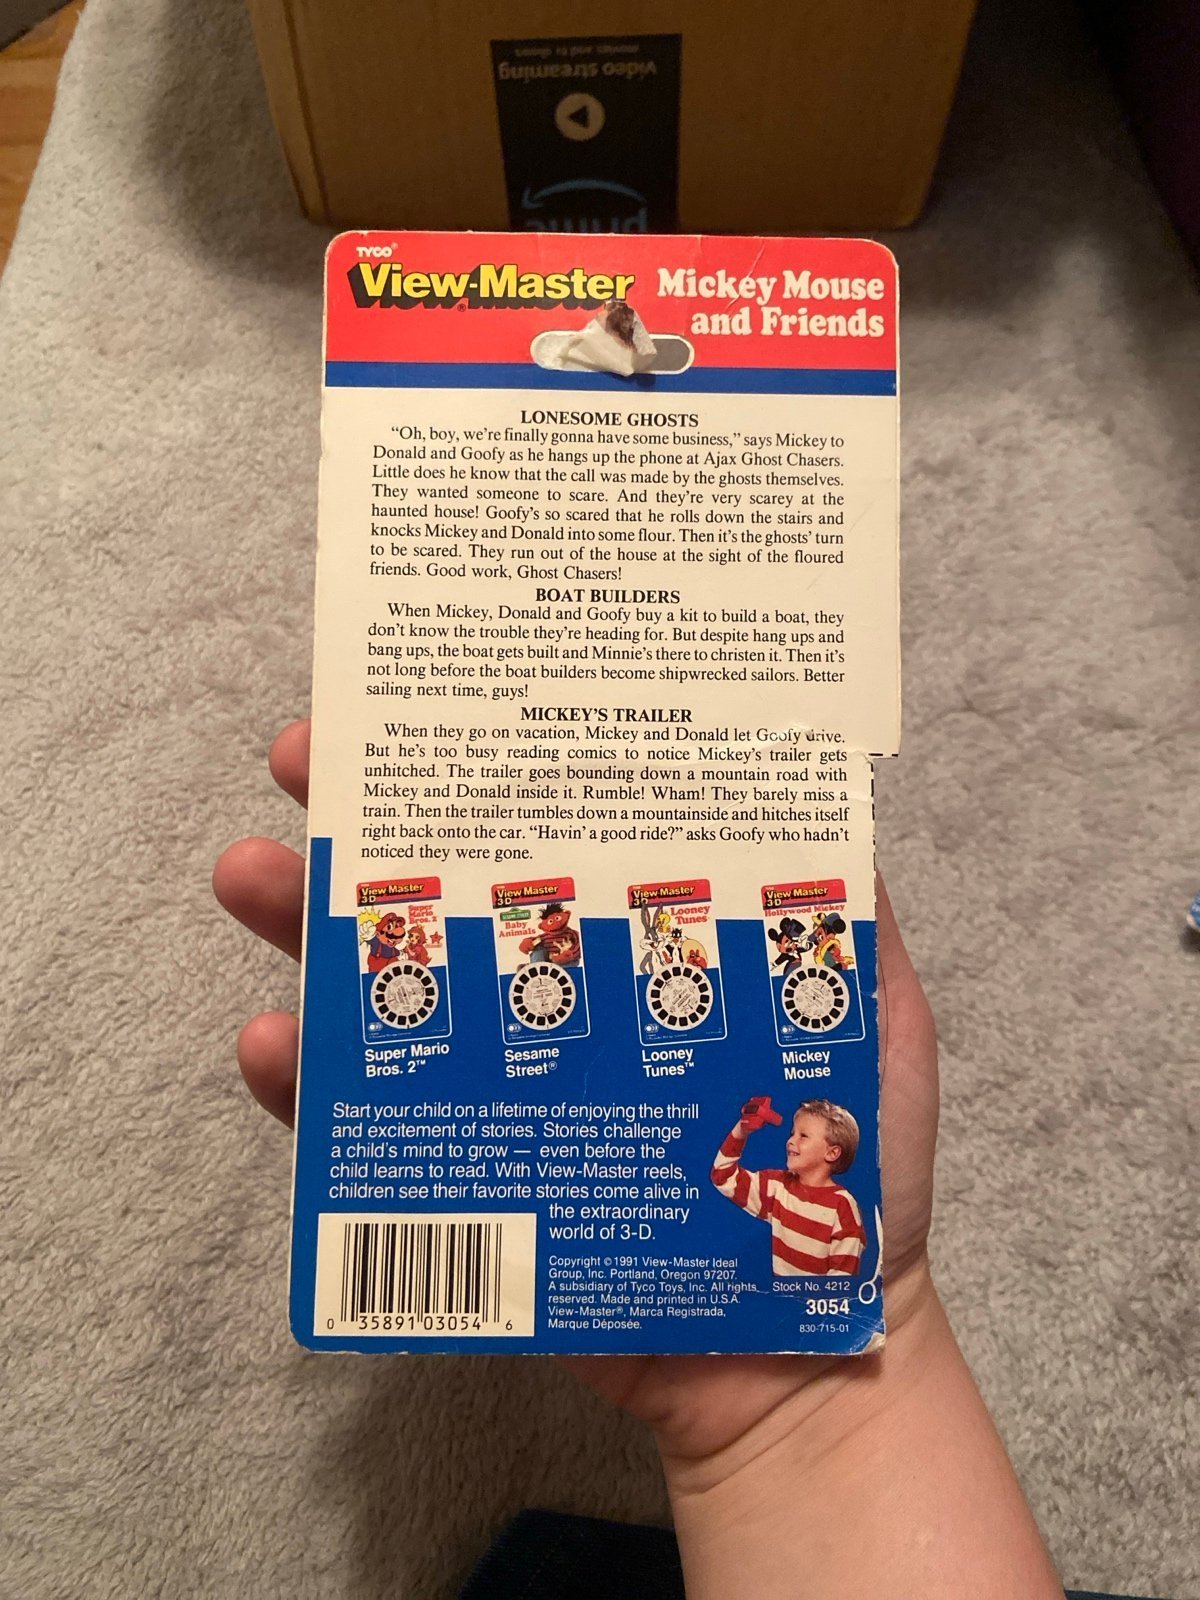 video streaming
movies and tv shows
prime
TYCO®
View-Master®
Mickey Mouse
and Friends
LONESOME GHOSTS
“Oh, boy, we’re finally gonna have some business,” says Mickey to
Donald and Goofy as he hangs up the phone at Ajax Ghost Chasers.
Little does he know that the call was made by the ghosts themselves.
They wanted someone to scare. And they’re very scarey at the
haunted house! Goofy’s so scared that he rolls down the stairs and
knocks Mickey and Donald into some flour. Then it’s the ghosts’ turn
to be scared. They run out of the house at the sight of the floured
friends. Good work, Ghost Chasers!
BOAT BUILDERS
When Mickey, Donald and Goofy buy a kit to build a boat, they
don’t know the trouble they’re heading for. But despite hang ups and
bang ups, the boat gets built and Minnie’s there to christen it. Then it’s
not long before the boat builders become shipwrecked sailors. Better
sailing next time, guys!
MICKEY’S TRAILER
When they go on vacation, Mickey and Donald let Goofy drive.
But he’s too busy reading comics to notice Mickey’s trailer gets
unhitched. The trailer goes bounding down a mountain road with
Mickey and Donald inside it. Rumble! Wham! They barely miss a
train. Then the trailer tumbles down a mountainside and hitches itself
right back onto the car. “Havin’ a good ride?” asks Goofy who hadn’t
noticed they were gone.
View-Master
3D
Super
Mario
Bros. 2
View-Master
3D
SESAME STREET
Baby
Animals
View-Master
3D
Looney
Tunes
View-Master
3D
Hollywood Mickey
Super Mario
Bros. 2™
Sesame
Street®
Looney
Tunes™
Mickey
Mouse
Start your child on a lifetime of enjoying the thrill
and excitement of stories. Stories challenge
a child’s mind to grow — even before the
child learns to read. With View-Master reels,
children see their favorite stories come alive in
the extraordinary
world of 3-D.
Copyright © 1991 View-Master Ideal
Group, Inc. Portland, Oregon 97207.
A subsidiary of Tyco Toys, Inc. All rights
reserved. Made and printed in U.S.A.
View-Master®, Marca Registrada,
Marque Déposée.
Stock No. 4212
3054
830-715-01
0 35891 03054 6